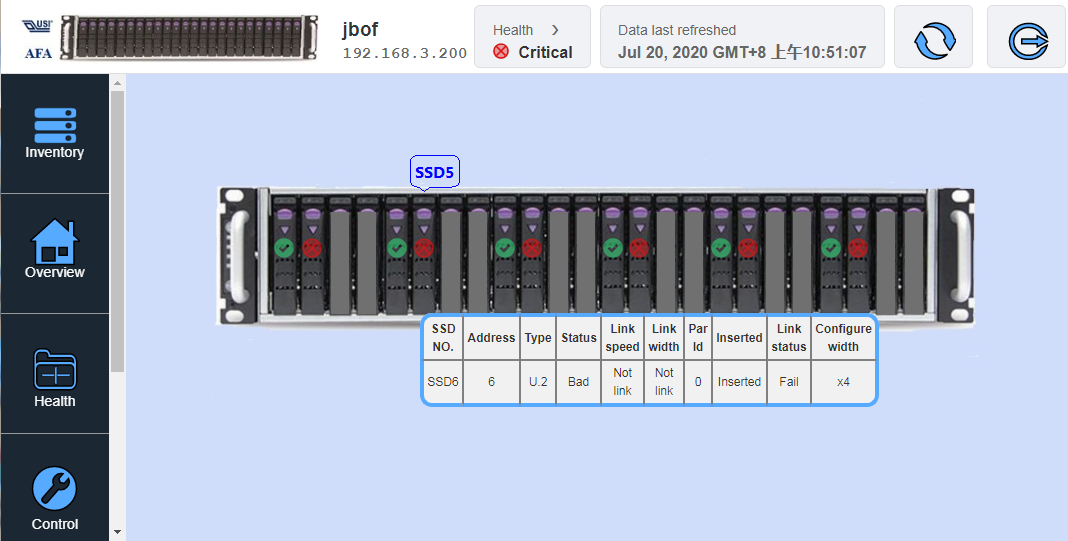 USI
AFA
jbof
192.168.3.200
Health
Critical
Data last refreshed
Jul 20, 2020 GMT+8 上午10:51:07
Inventory
Overview
Health
Control
SSD5
SSD NO. Address Type Status Link speed Link width Par Id Inserted Link status Configure width
SSD6 6 U.2 Bad Not link Not link 0 Inserted Fail x4